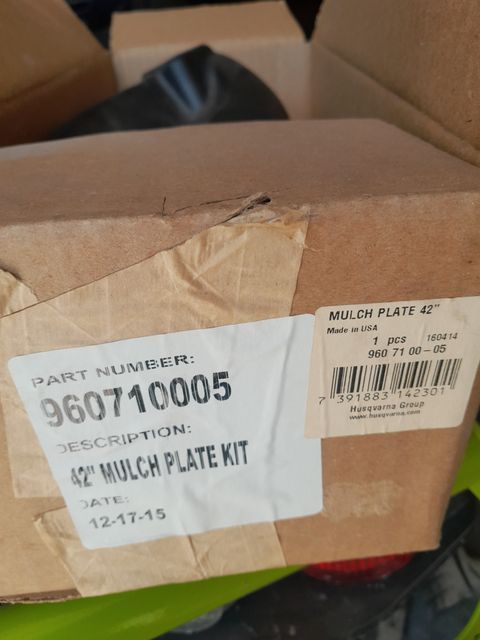 PART NUMBER:
960710005
DESCRIPTION:
42" MULCH PLATE KIT
DATE:
12-17-15
MULCH PLATE 42"
Made in USA
1 pcs 160414
960 71 00-05
7 391883 142301
Husqvarna Group
www.husqvarna.com